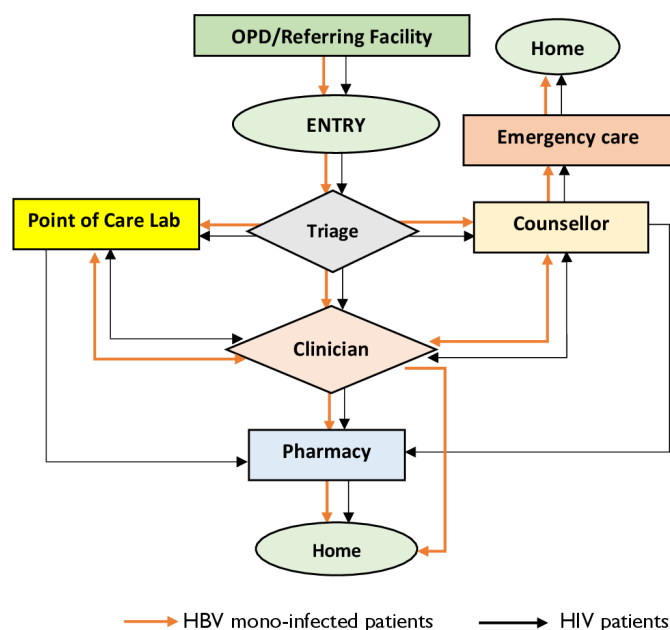 OPD/Referring Facility
Home
ENTRY
Emergency care
Point of Care Lab
Triage
Counsellor
Clinician
Pharmacy
Home
HBV mono-infected patients
HIV patients